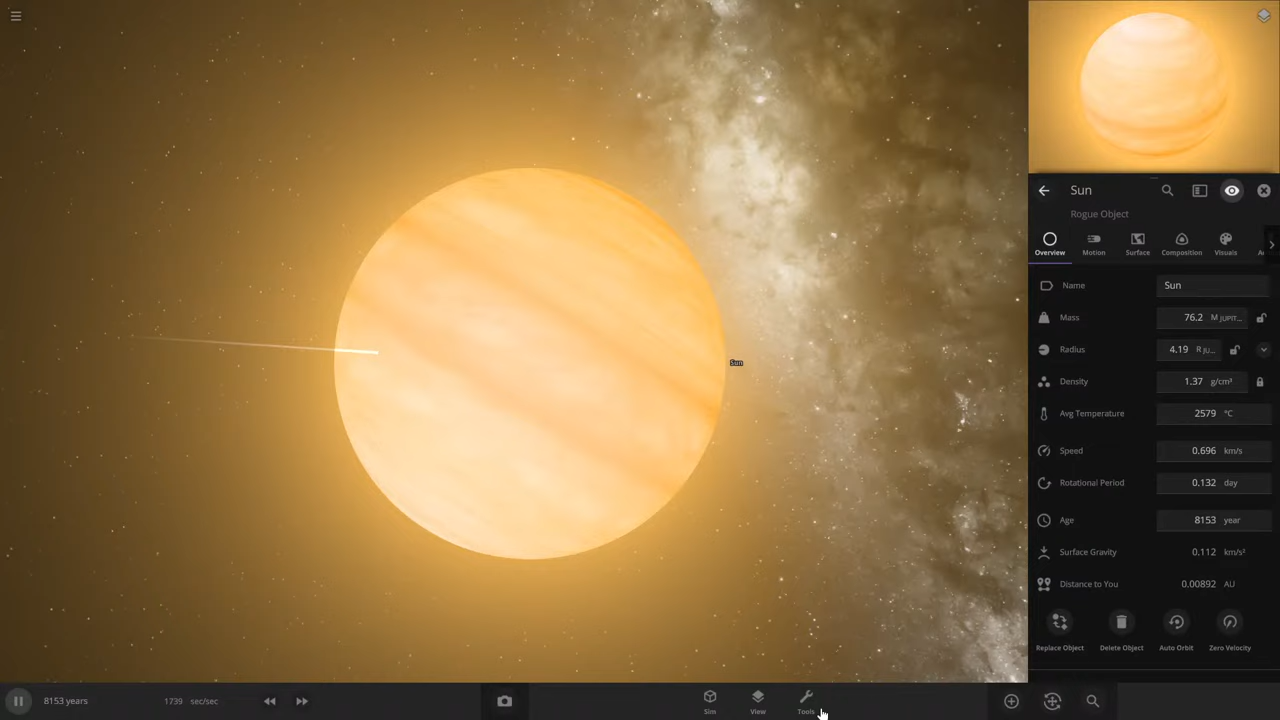 Sun
Sun
Rogue Object
Overview
Motion
Surface
Composition
Visuals
Name
Sun
Mass
76.2 M JUPIT...
Radius
4.19 R JU...
Density
1.37 g/cm³
Avg Temperature
2579 °C
Speed
0.696 km/s
Rotational Period
0.132 day
Age
8153 year
Surface Gravity
0.112 km/s²
Distance to You
0.00892 AU
Replace Object
Delete Object
Auto Orbit
Zero Velocity
8153 years
1739 sec/sec
Sim
View
Tools